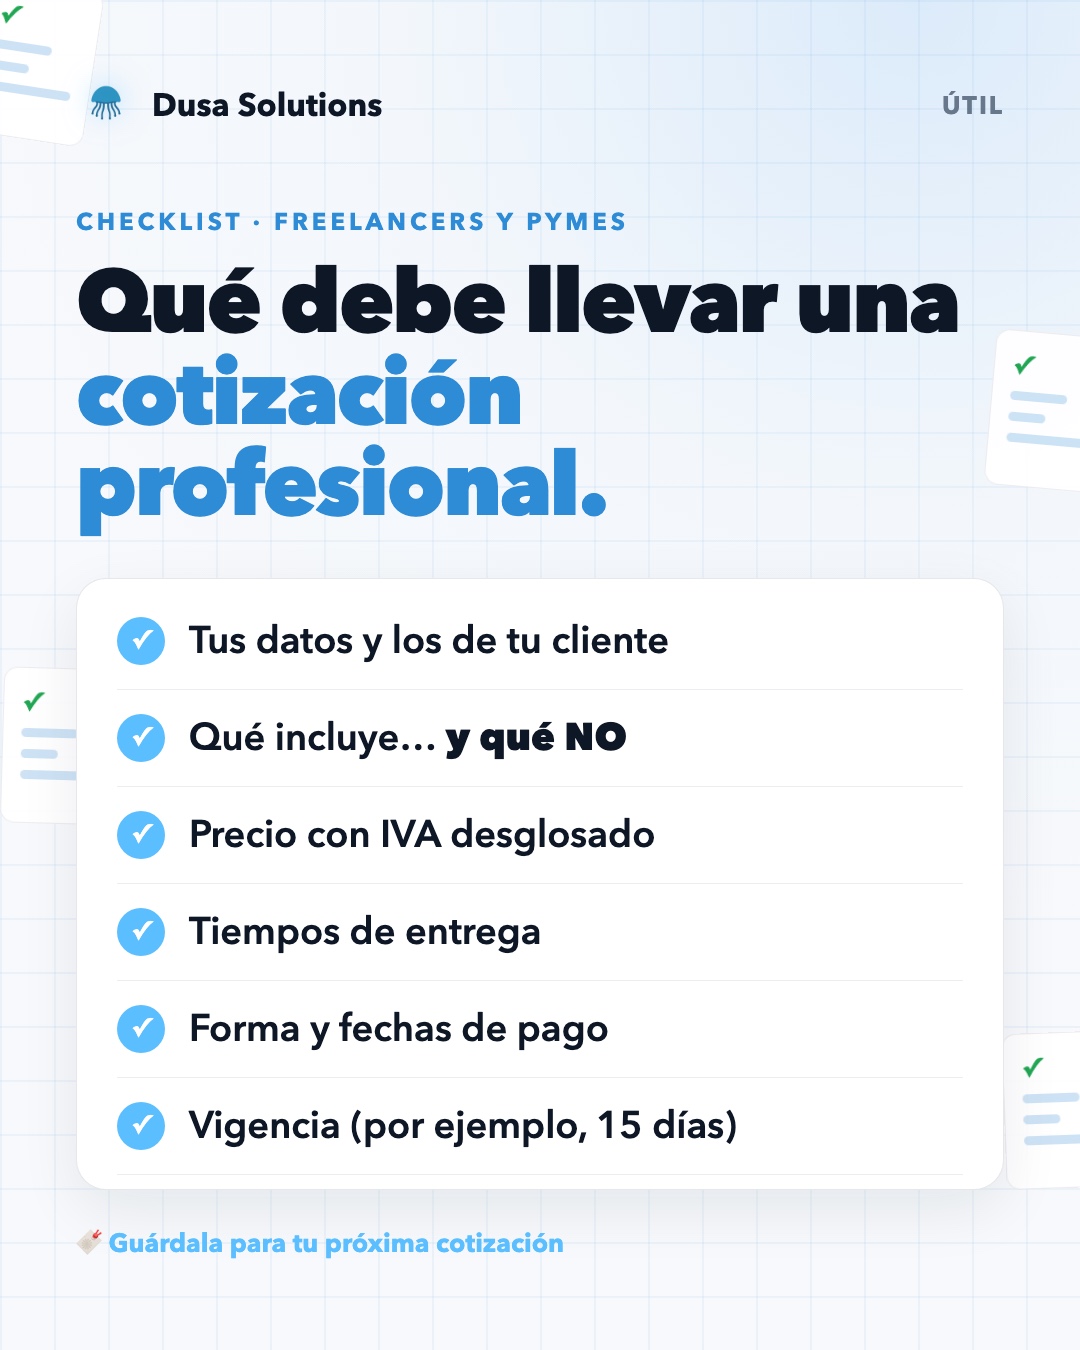 Dusa Solutions
ÚTIL
CHECKLIST · FREELANCERS Y PYMES
Qué debe llevar una
cotización
profesional.
Tus datos y los de tu cliente
Qué incluye... y qué NO
Precio con IVA desglosado
Tiempos de entrega
Forma y fechas de pago
Vigencia (por ejemplo, 15 días)
Guárdala para tu próxima cotización